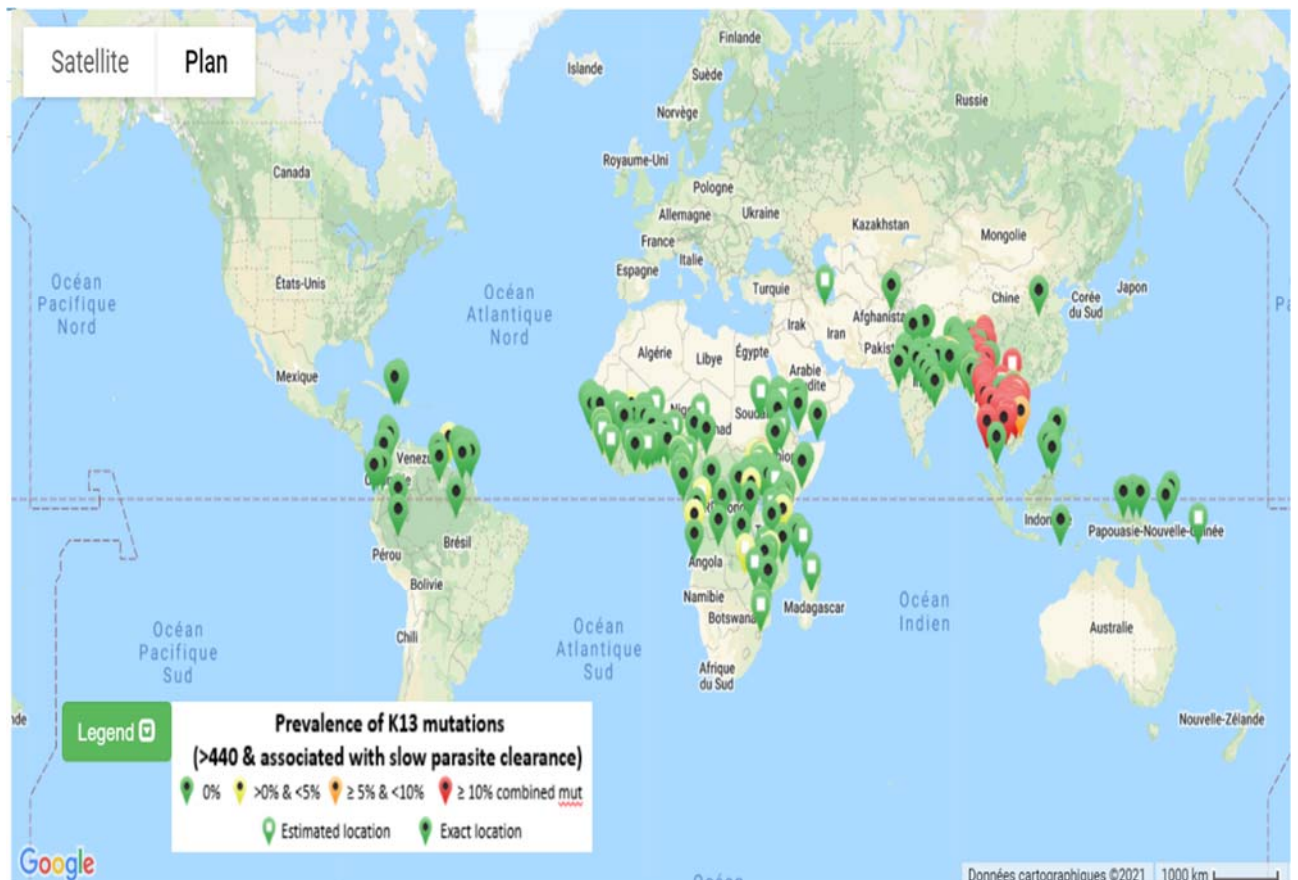 Satellite
Plan
Finlande
Islande
Suède
Russie
Norvège
Canada
Royaume-Uni
Pologne
Allemagne
Ukraine
Kazakhstan
France
Mongolie
Italie
Océan
Pacifique
Nord
États-Unis
Océan
Atlantique
Nord
Espagne
Turquie
Chine
Japon
Corée
du Sud
Afghanista
Irak
Iran
Algérie
Libye
Égypte
Pakist
Mexique
Arabie
dite
Soud
Venezu
Indon
Papouasie-Nouvelle-G
née
Brésil
Pérou
Angola
Bolivie
Namibie
Botswana
Madagascar
Océan
Indien
Océan
Pacifique
Sud
Océan
Atlantique
Sud
Australie
Chili
Afrique
du Sud
Nouvelle-Zélande
nde
Legend
Prevalence of K13 mutations
(>440 & associated with slow parasite clearance)
0% >0% & <5% ≥ 5% & <10% ≥ 10% combined mut
Estimated location Exact location
Google
Données cartographiques ©2021 1000 km